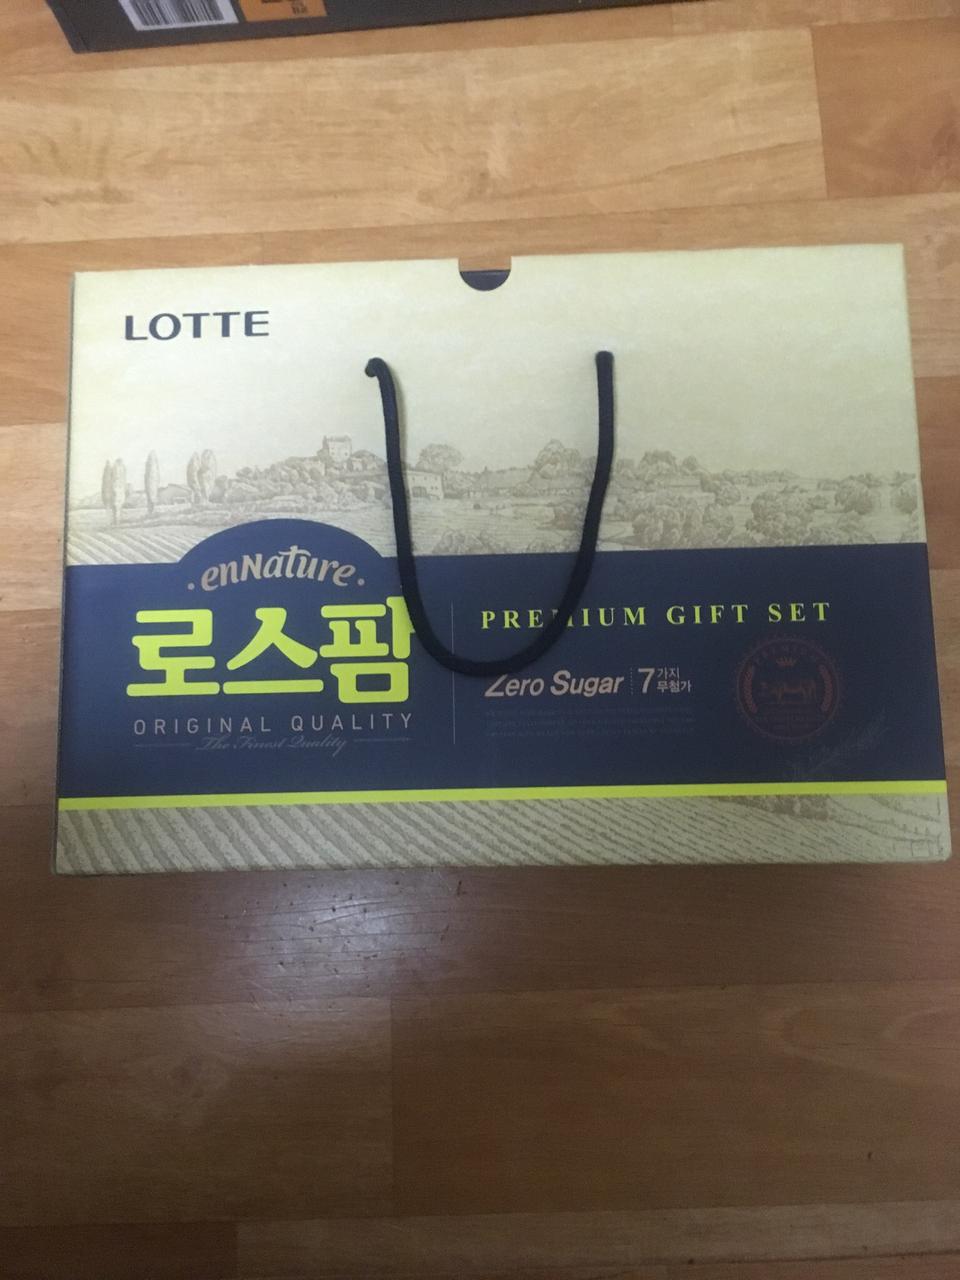 LOTTE
enNature
로스팜
ORIGINAL QUALITY
The Finest Quality
PREMIUM GIFT SET
Zero Sugar
7가지
무첨가
PREMIUM